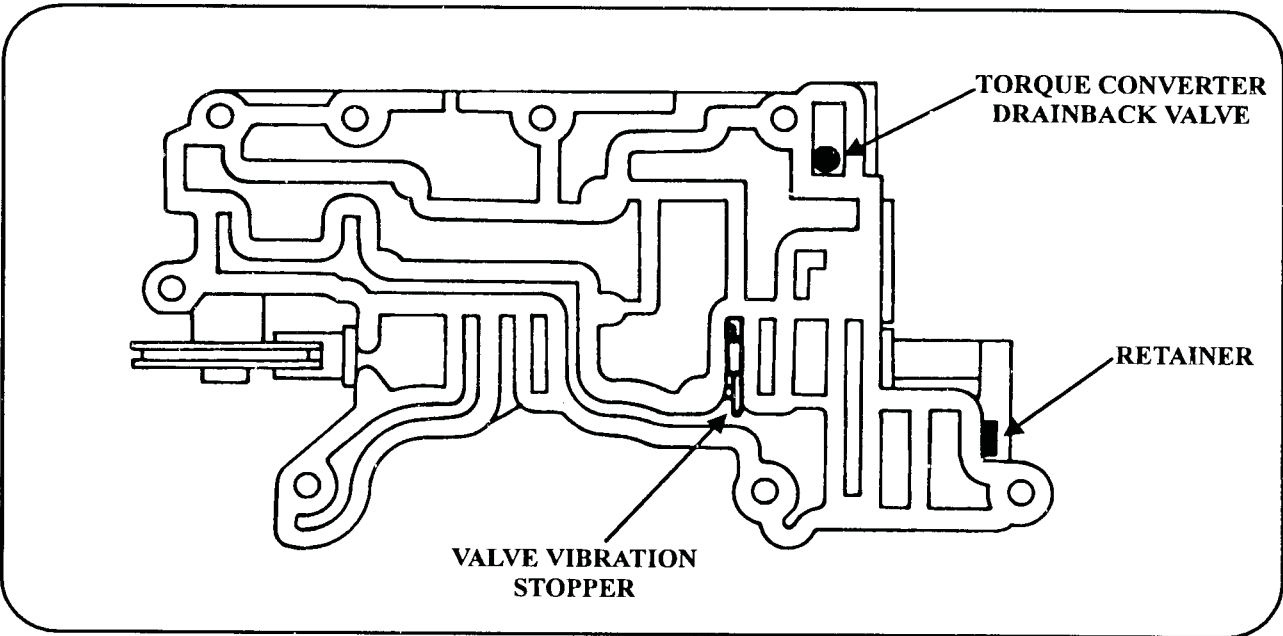 TORQUE CONVERTER
DRAINBACK VALVE
RETAINER
VALVE VIBRATION
STOPPER